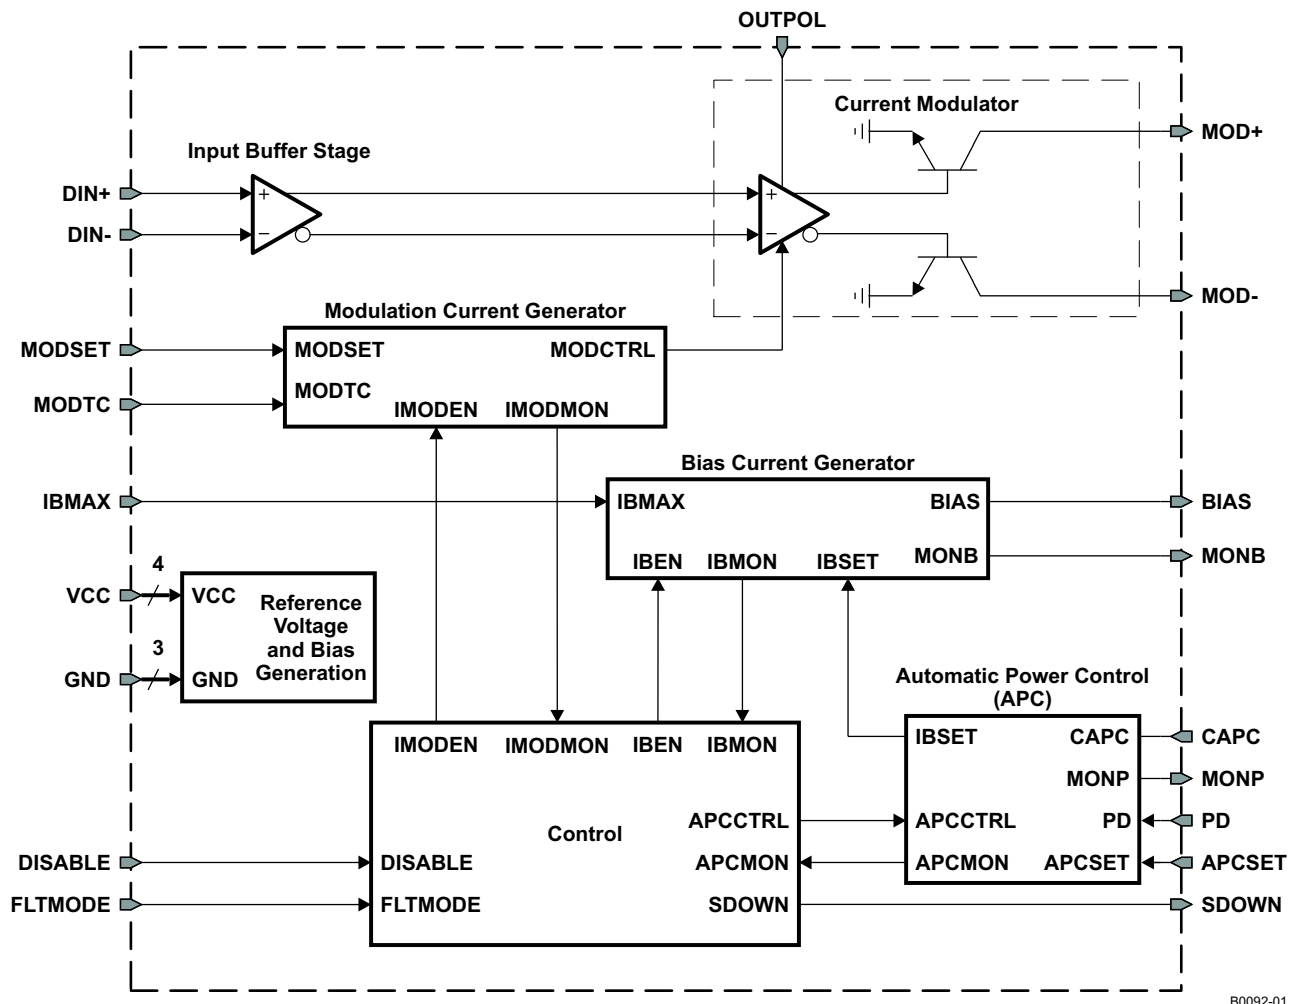 OUTPOL
Current Modulator
MOD+
Input Buffer Stage
DIN+
+
+
DIN-
−
−
MOD-
Modulation Current Generator
MODSET
MODSET
MODCTRL
MODTC
MODTC
IMODEN
IMODMON
Bias Current Generator
IBMAX
IBMAX
BIAS
BIAS
IBEN
IBMON
IBSET
MONB
MONB
4
VCC
VCC
Reference
Voltage
and Bias
Generation
3
GND
GND
Automatic Power Control
(APC)
IMODEN
IMODMON
IBEN
IBMON
IBSET
CAPC
CAPC
MONP
MONP
Control
APCCTRL
APCCTRL
PD
PD
DISABLE
DISABLE
APCMON
APCMON
APCSET
APCSET
FLTMODE
FLTMODE
SDOWN
SDOWN
B0092-01